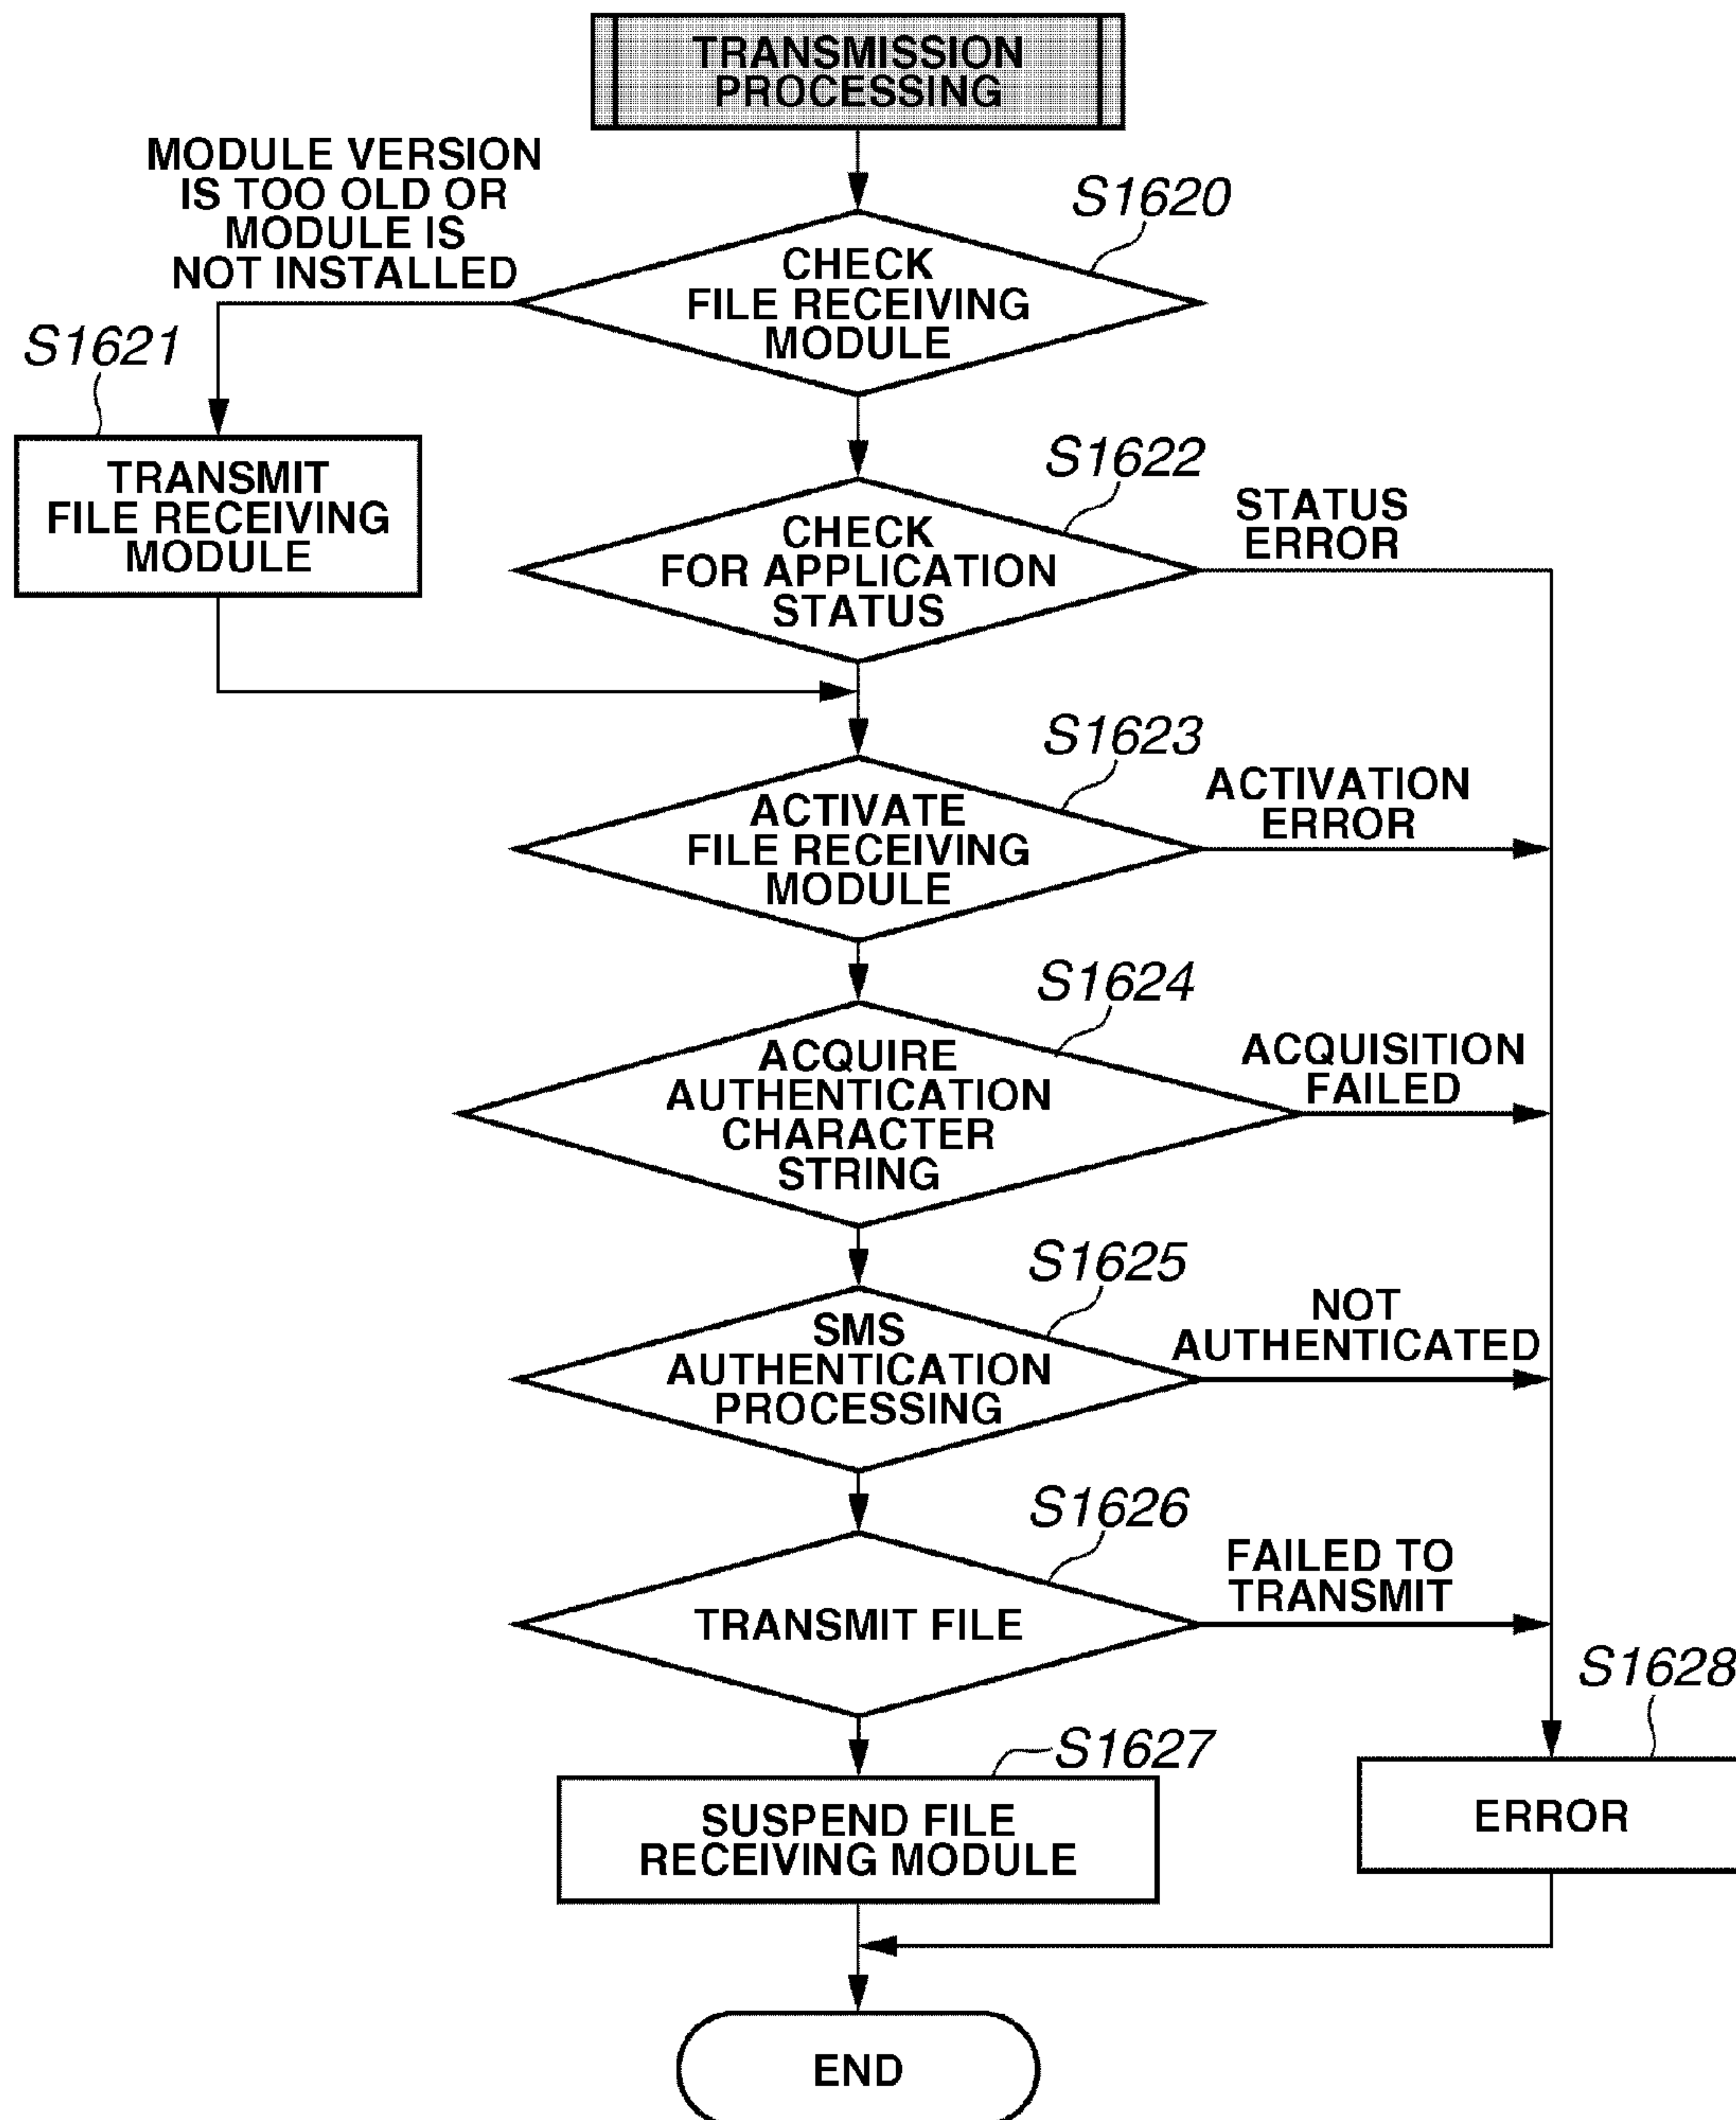 TRANSMISSION
PROCESSING
MODULE VERSION
IS TOO OLD OR
MODULE IS
NOT INSTALLED
S1620
CHECK
FILE RECEIVING
MODULE
S1621
TRANSMIT
FILE RECEIVING
MODULE
S1622
CHECK
FOR APPLICATION
STATUS
STATUS
ERROR
S1623
ACTIVATE
FILE RECEIVING
MODULE
ACTIVATION
ERROR
S1624
ACQUIRE
AUTHENTICATION
CHARACTER
STRING
ACQUISITION
FAILED
S1625
SMS
AUTHENTICATION
PROCESSING
NOT
AUTHENTICATED
S1626
TRANSMIT FILE
FAILED TO
TRANSMIT
S1627
SUSPEND FILE
RECEIVING MODULE
S1628
ERROR
END